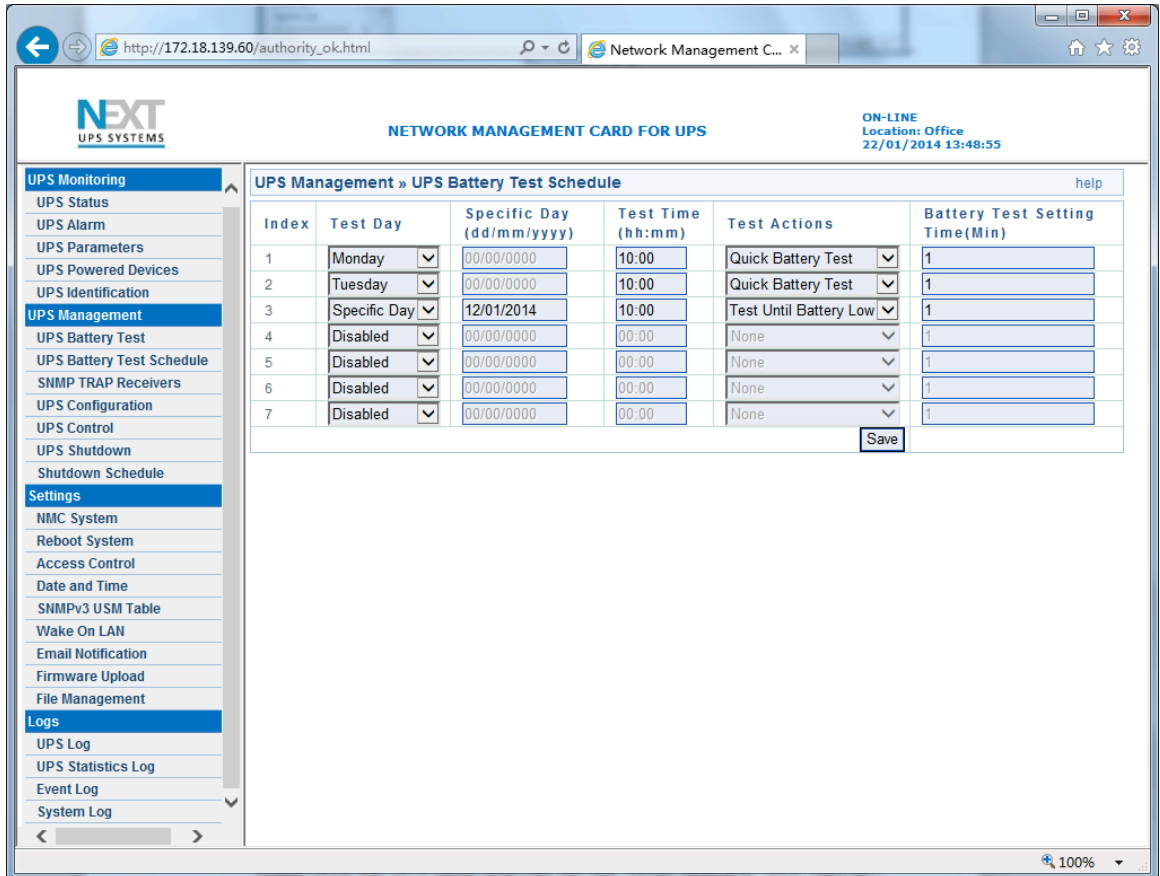 http://172.18.139.60/authority_ok.html
Network Management C...
NEXT
UPS SYSTEMS
NETWORK MANAGEMENT CARD FOR UPS
ON-LINE
Location: Office
22/01/2014 13:48:55
UPS Monitoring
UPS Status
UPS Alarm
UPS Parameters
UPS Powered Devices
UPS Identification
UPS Management
UPS Battery Test
UPS Battery Test Schedule
SNMP TRAP Receivers
UPS Configuration
UPS Control
UPS Shutdown
Shutdown Schedule
Settings
NMC System
Reboot System
Access Control
Date and Time
SNMPv3 USM Table
Wake On LAN
Email Notification
Firmware Upload
File Management
Logs
UPS Log
UPS Statistics Log
Event Log
System Log
UPS Management » UPS Battery Test Schedule help
Index Test Day Specific Day (dd/mm/yyyy) Test Time (hh:mm) Test Actions Battery Test Setting Time(Min)
1 Monday 00/00/0000 10:00 Quick Battery Test 1
2 Tuesday 00/00/0000 10:00 Quick Battery Test 1
3 Specific Day 12/01/2014 10:00 Test Until Battery Low 1
4 Disabled 00/00/0000 00:00 None 1
5 Disabled 00/00/0000 00:00 None 1
6 Disabled 00/00/0000 00:00 None 1
7 Disabled 00/00/0000 00:00 None 1
Save
100%